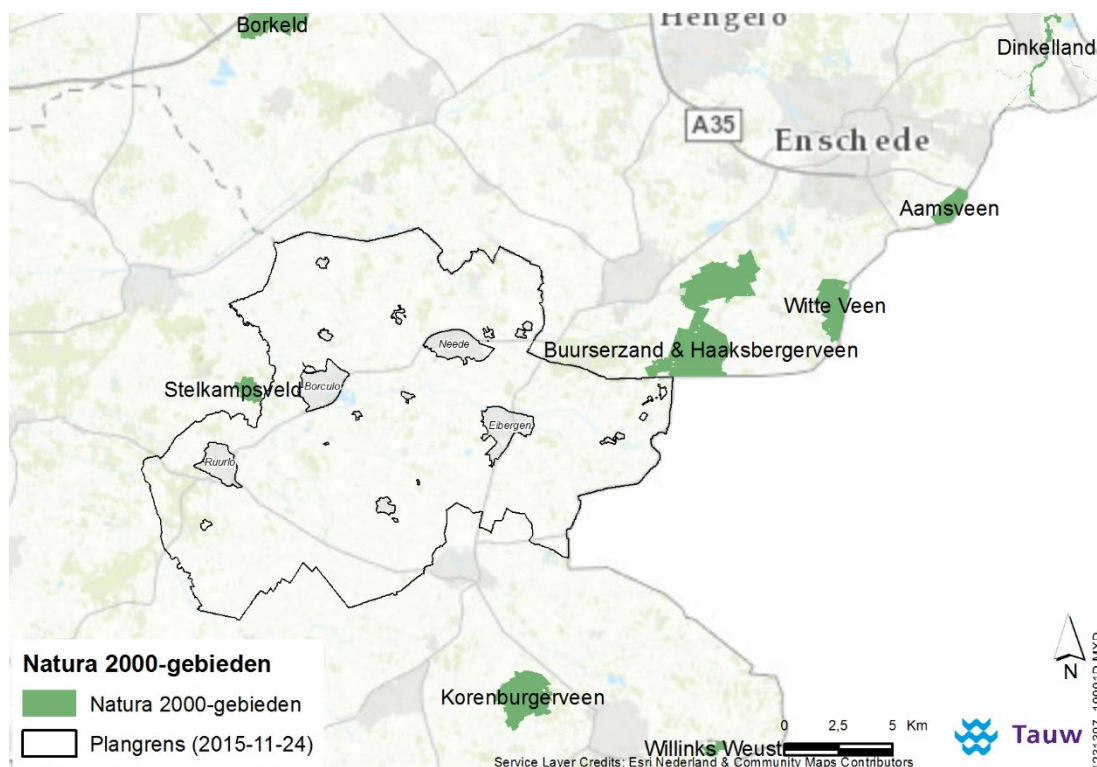 Borkeld
Hengelo
Dinkelland
A35
Enschede
Aamsveen
Witte Veen
Neede
Buurserzand & Haaksbergerveen
Stelkampsveld
Borculo
Eibergen
Ruurlo
Natura 2000-gebieden
Natura 2000-gebieden
Plangrens (2015-11-24)
Korenburgerveen
Willinks Weust
0 2,5 5 Km
N
Tauw
Service Layer Credits: Esri Nederland & Community Maps Contributors